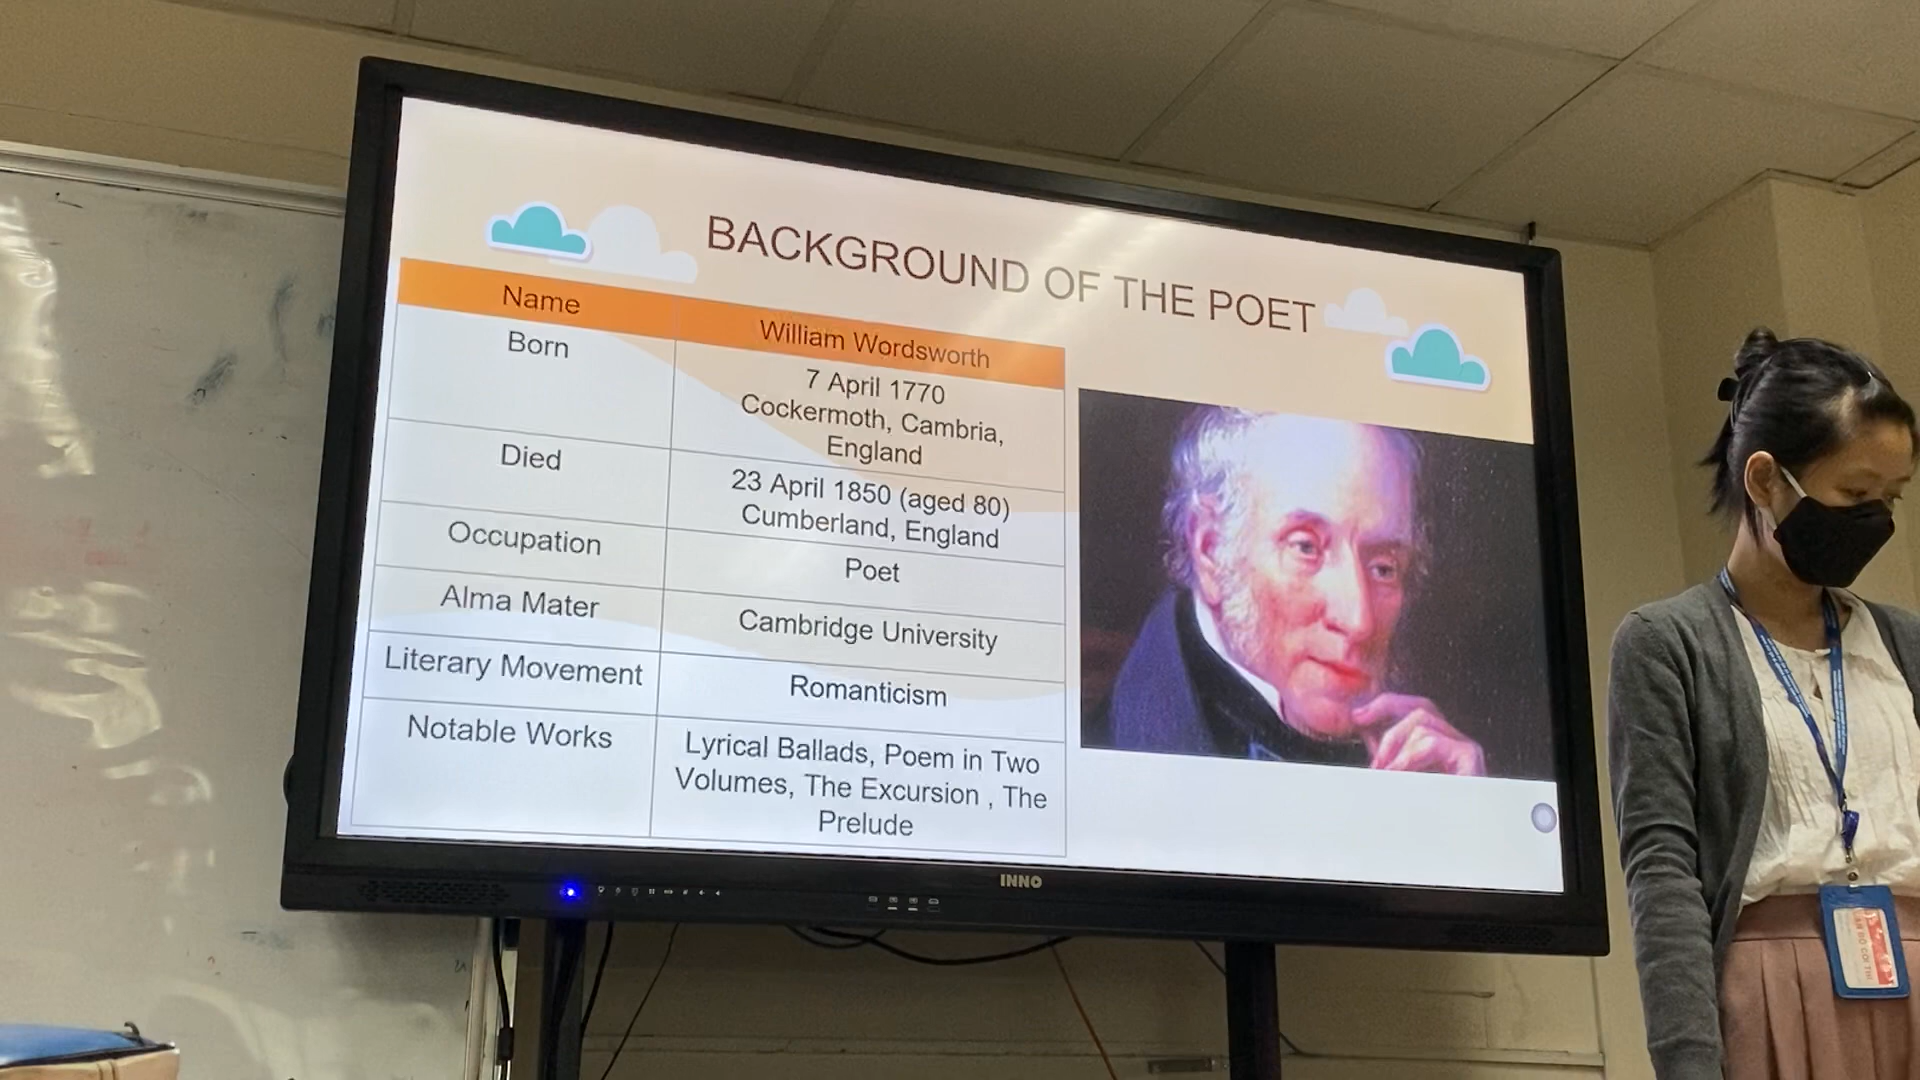 BACKGROUND OF THE POET
Name
William Wordsworth
Born
7 April 1770
Cockermoth, Cambria,
England
Died
23 April 1850 (aged 80)
Cumberland, England
Occupation
Poet
Alma Mater
Cambridge University
Literary Movement
Romanticism
Notable Works
Lyrical Ballads, Poem in Two
Volumes, The Excursion , The
Prelude
INNO